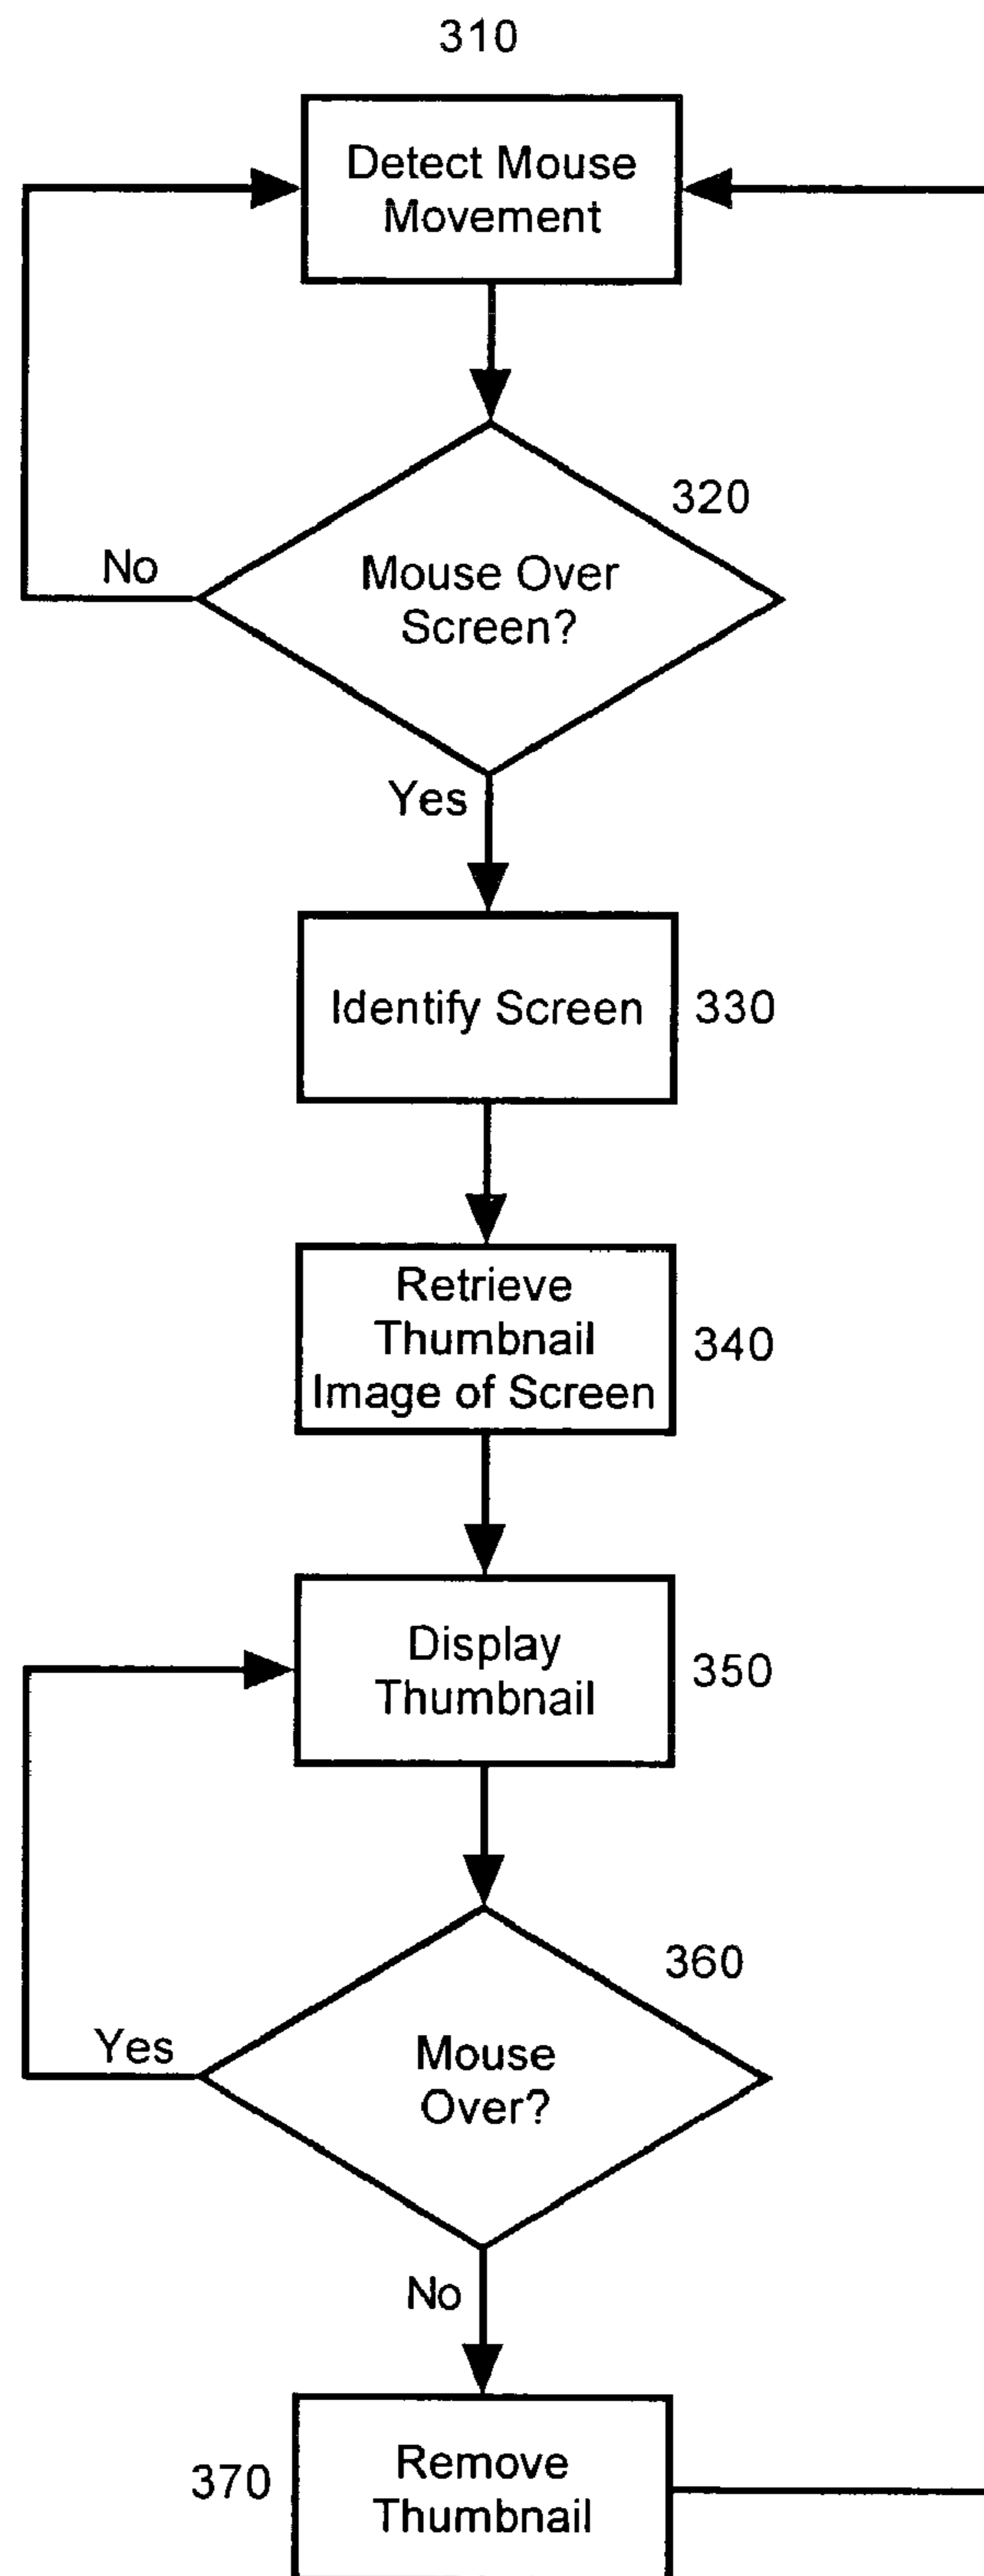 310
Detect Mouse
Movement
320
No
Mouse Over
Screen?
Yes
Identify Screen
330
Retrieve
Thumbnail
Image of Screen
340
Display
Thumbnail
350
360
Yes
Mouse
Over?
No
370
Remove
Thumbnail